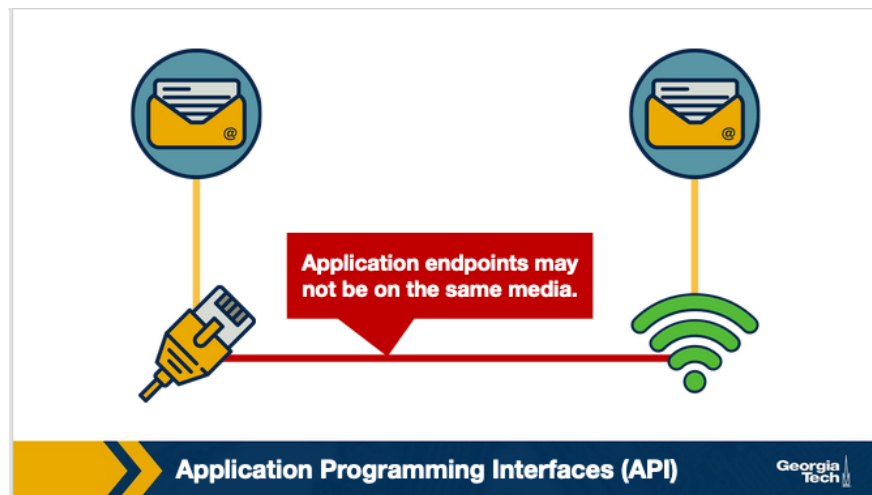 @
@
Application endpoints may
not be on the same media.
Application Programming Interfaces (API)
Georgia
Tech